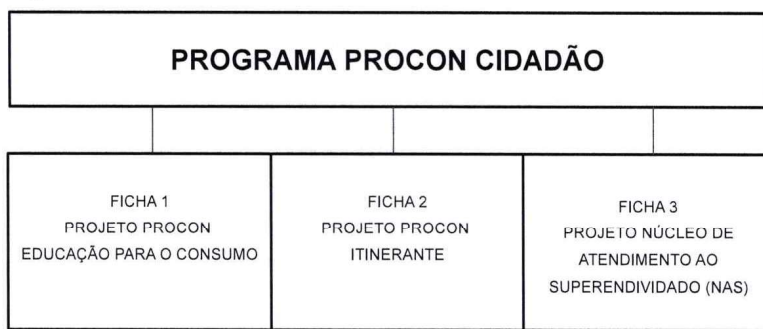 PROGRAMA PROCON CIDADÃO
FICHA 1
PROJETO PROCON
EDUCAÇÃO PARA O CONSUMO
FICHA 2
PROJETO PROCON
ITINERANTE
FICHA 3
PROJETO NÚCLEO DE
ATENDIMENTO AO
SUPERENDIVIDADO (NAS)